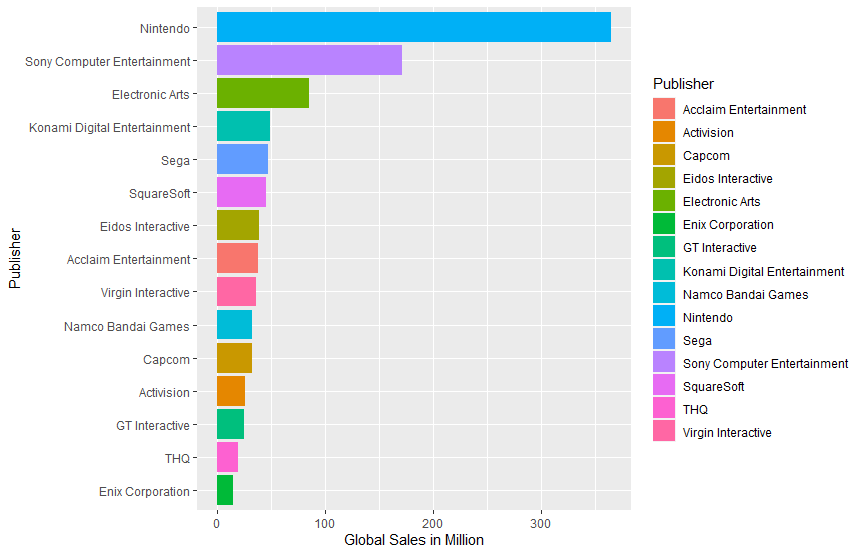 Nintendo
Sony Computer Entertainment
Electronic Arts
Konami Digital Entertainment
Sega
SquareSoft
Eidos Interactive
Acclaim Entertainment
Virgin Interactive
Namco Bandai Games
Capcom
Activision
GT Interactive
THQ
Enix Corporation
Publisher
0 100 200 300
Global Sales in Million
Publisher
Acclaim Entertainment
Activision
Capcom
Eidos Interactive
Electronic Arts
Enix Corporation
GT Interactive
Konami Digital Entertainment
Namco Bandai Games
Nintendo
Sega
Sony Computer Entertainment
SquareSoft
THQ
Virgin Interactive